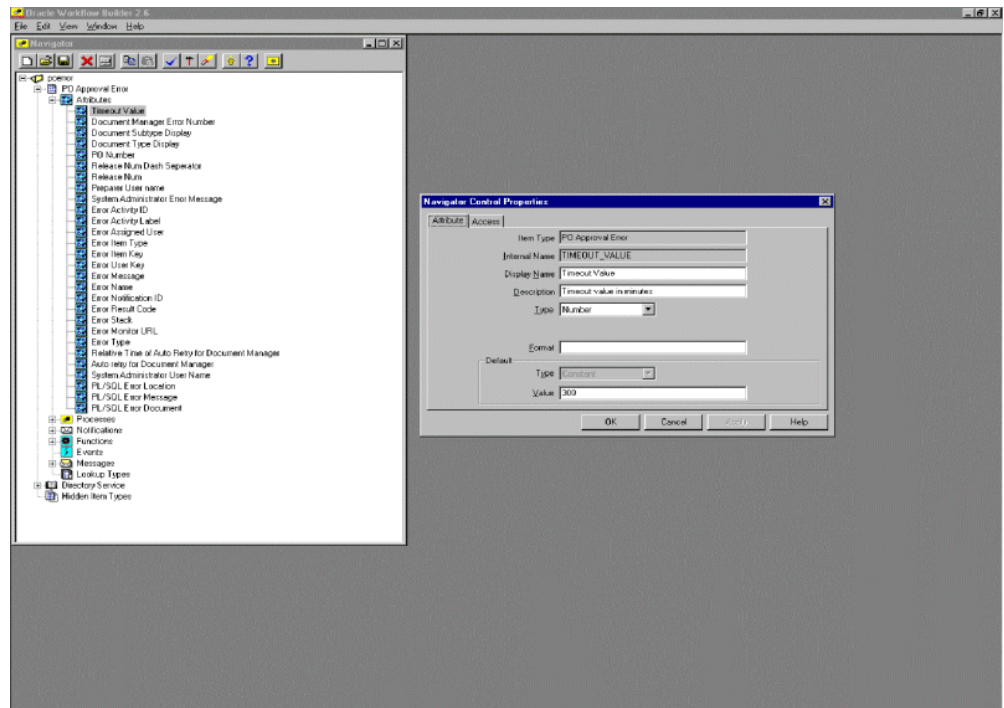 Oracle Workflow Builder 2.6
File Edit View Window Help
Navigator
poerror
PO Approval Error
Attributes
Timeout Value
Document Manager Error Number
Document Subtype Display
Document Type Display
PO Number
Release Num Dash Seperator
Release Num
Preparer User name
System Administrator Error Message
Error Activity ID
Error Activity Label
Error Assigned User
Error Item Type
Error Item Key
Error User Key
Error Message
Error Name
Error Notification ID
Error Result Code
Error Stack
Error Monitor URL
Error Type
Relative Time of Auto Retry for Document Manager
Auto retry for Document Manager
System Administrator User Name
PL/SQL Error Location
PL/SQL Error Message
PL/SQL Error Document
Processes
Notifications
Functions
Events
Messages
Lookup Types
Directory Service
Hidden Item Types
Navigator Control Properties
Attribute Access
Item Type PO Approval Error
Internal Name TIMEOUT_VALUE
Display Name Timeout Value
Description Timeout value in minutes
Type Number
Format
Default
Type Constant
Value 300
OK Cancel Apply Help